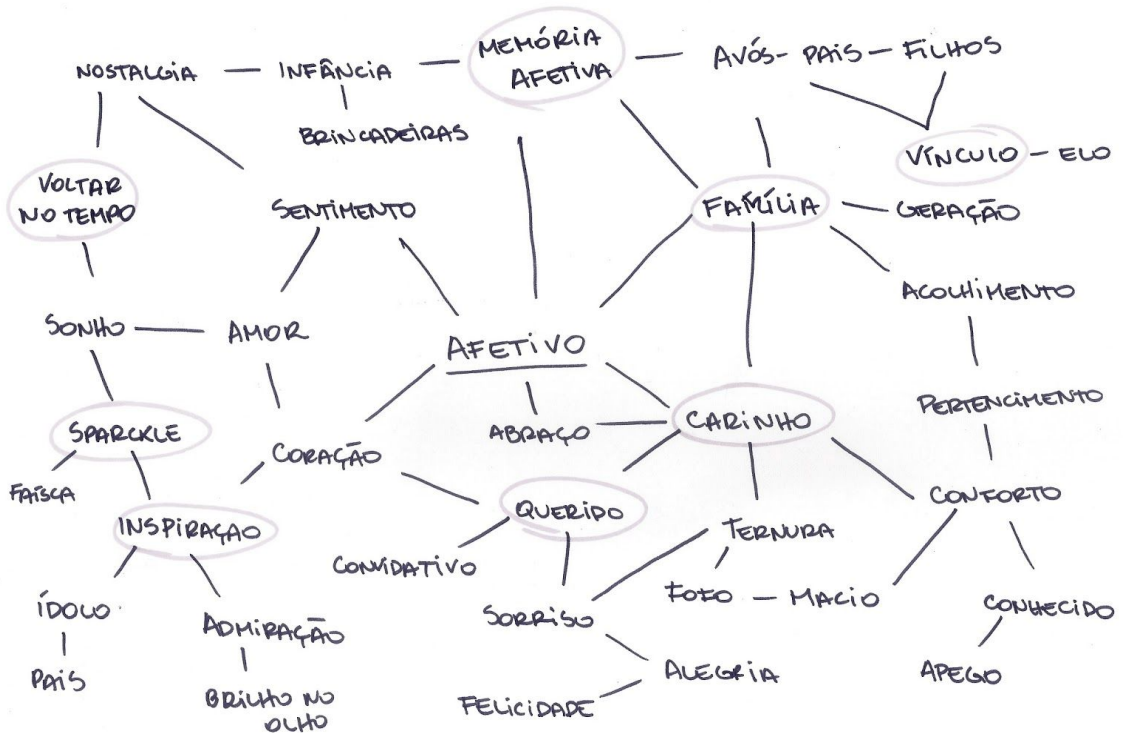 NOSTALGIA — INFÂNCIA — MEMÓRIA AFETIVA — AVÓS - PAIS - FILHOS
BRINCADEIRAS
VÍNCULO - ELO
VOLTAR
NO TEMPO
SENTIMENTO
FAMÍLIA — GERAÇÃO
ACOLHIMENTO
SONHO — AMOR
AFETIVO
PERTENCIMENTO
SPARCKLE
CORAÇÃO
ABRAÇO — CARINHO
FAÍSCA
CONFORTO
INSPIRAÇAO
QUERIDO
TERNURA
CONVIDATIVO
FOFO — MACIO
ÍDOLO
ADMIRAÇÃO
SORRISO
CONHECIDO
PAIS
ALEGRIA
APEGO
BRILHO NO
OLHO
FELICIDADE